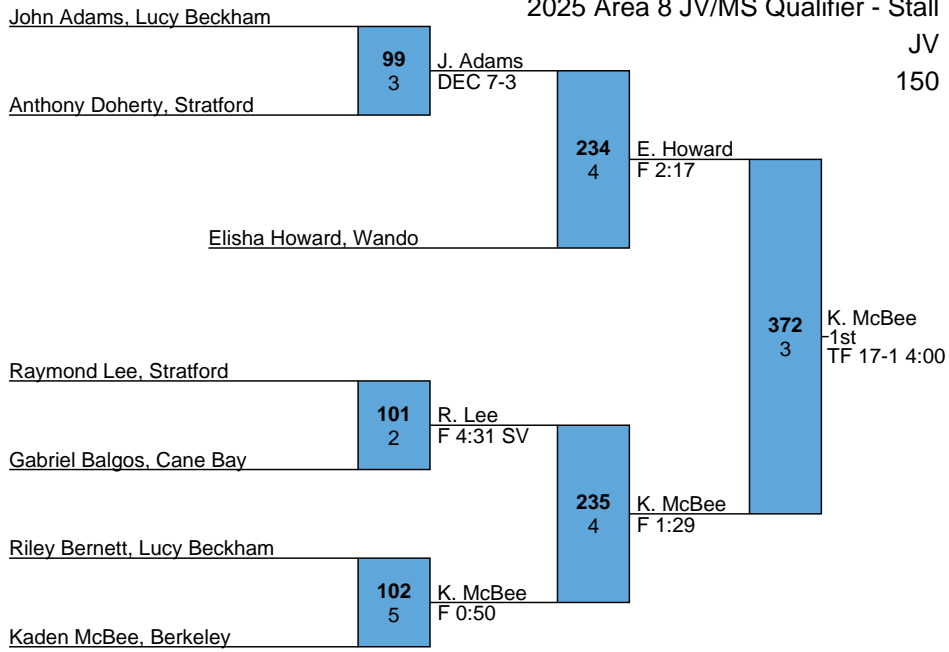 2025 Area 8 JV/MS Qualifier - Stall
JV
150
John Adams, Lucy Beckham
99
3
J. Adams
DEC 7-3
Anthony Doherty, Stratford
234
4
E. Howard
F 2:17
Elisha Howard, Wando
372
3
K. McBee
1st
TF 17-1 4:00
Raymond Lee, Stratford
101
2
R. Lee
F 4:31 SV
Gabriel Balgos, Cane Bay
235
4
K. McBee
F 1:29
Riley Bernett, Lucy Beckham
102
5
K. McBee
F 0:50
Kaden McBee, Berkeley